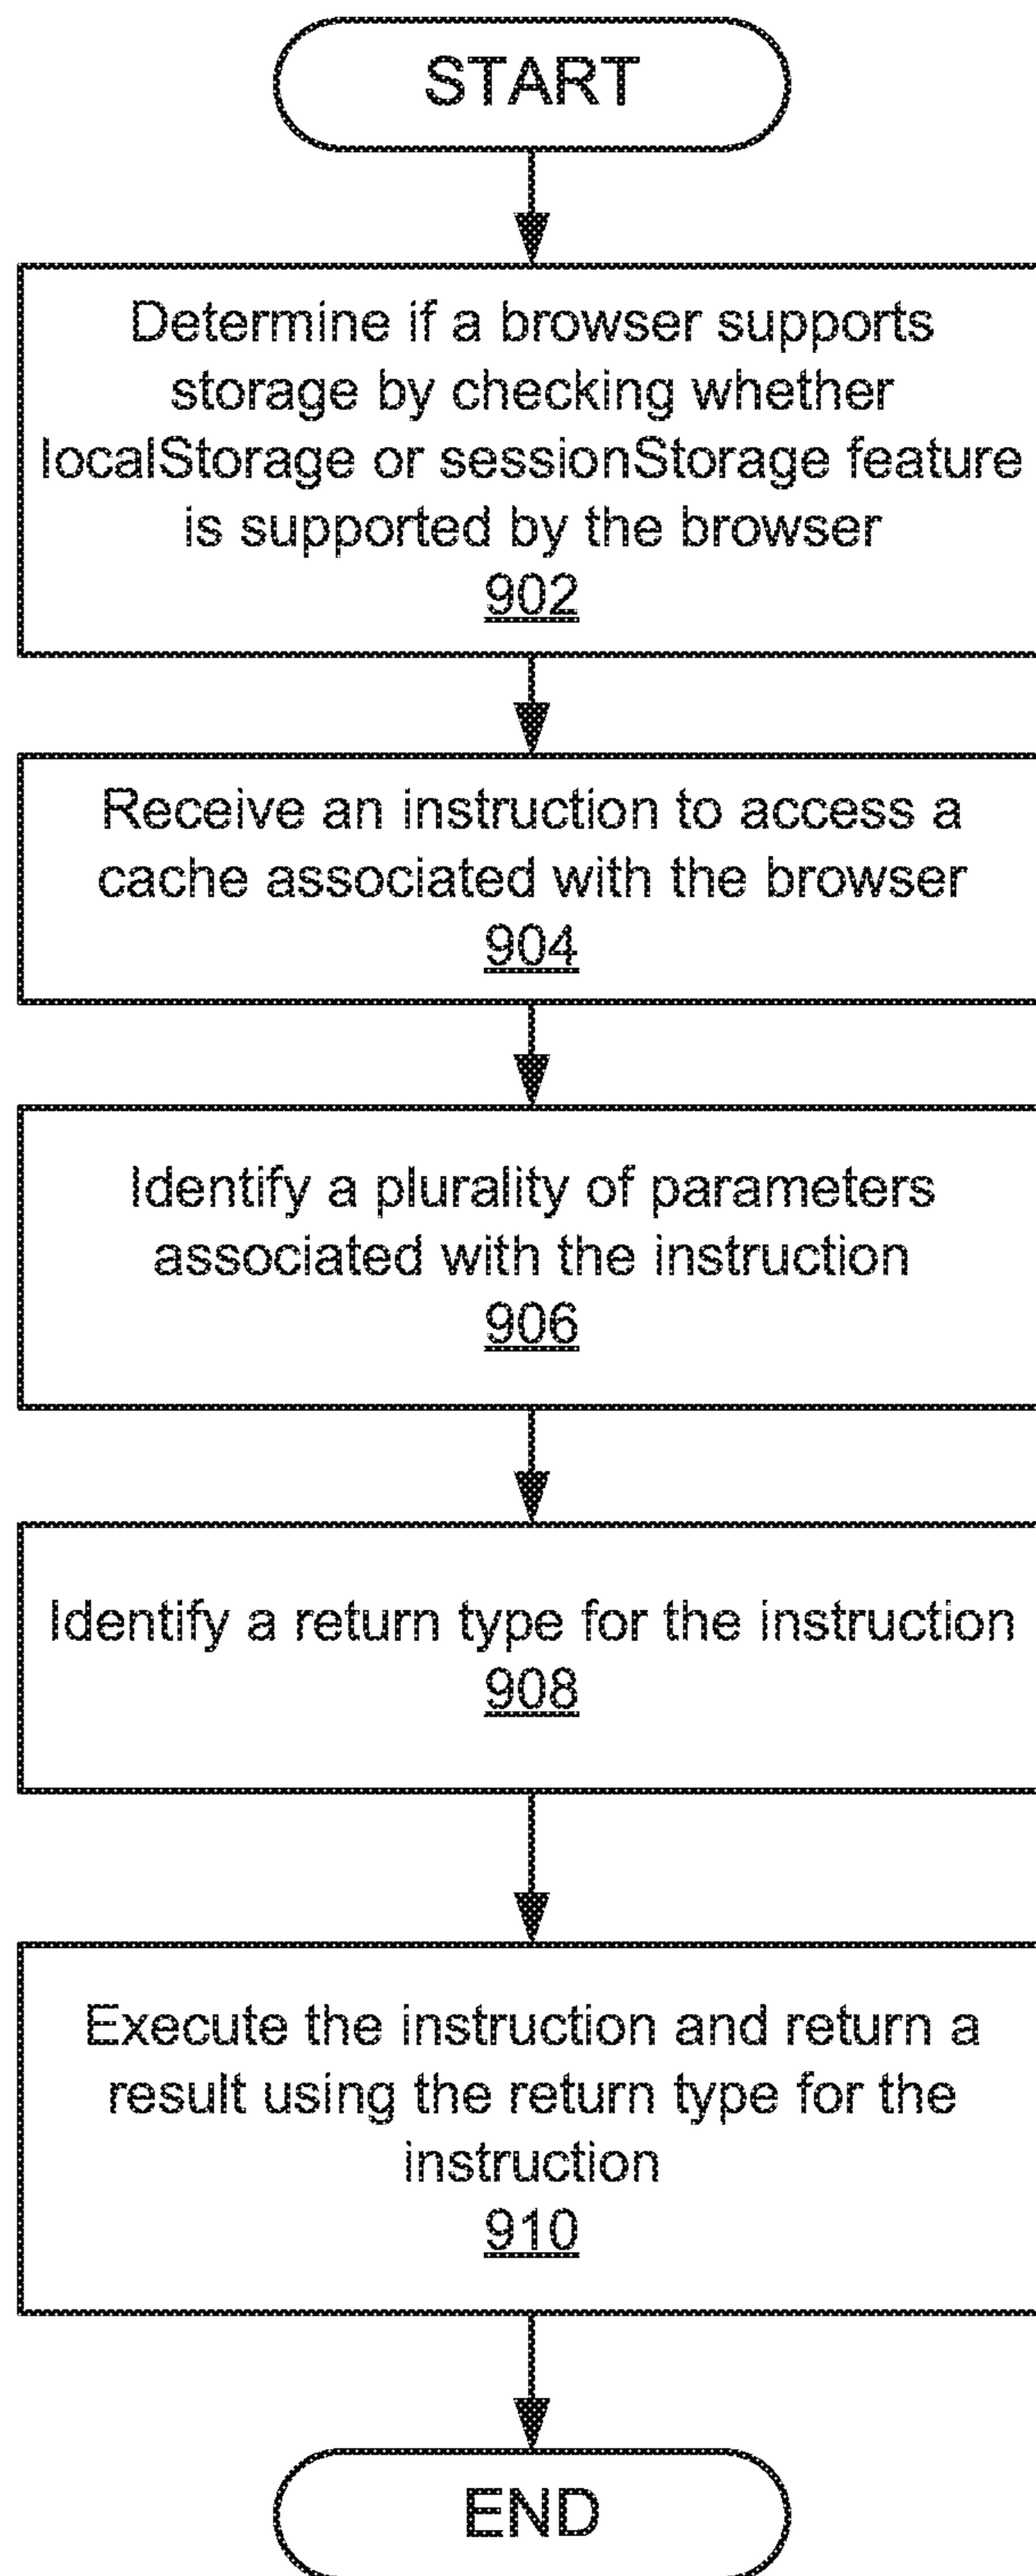 START
Determine if a browser supports
storage by checking whether
localStorage or sessionStorage feature
is supported by the browser
902
Receive an instruction to access a
cache associated with the browser
904
Identify a plurality of parameters
associated with the instruction
906
Identify a return type for the instruction
908
Execute the instruction and return a
result using the return type for the
instruction
910
END